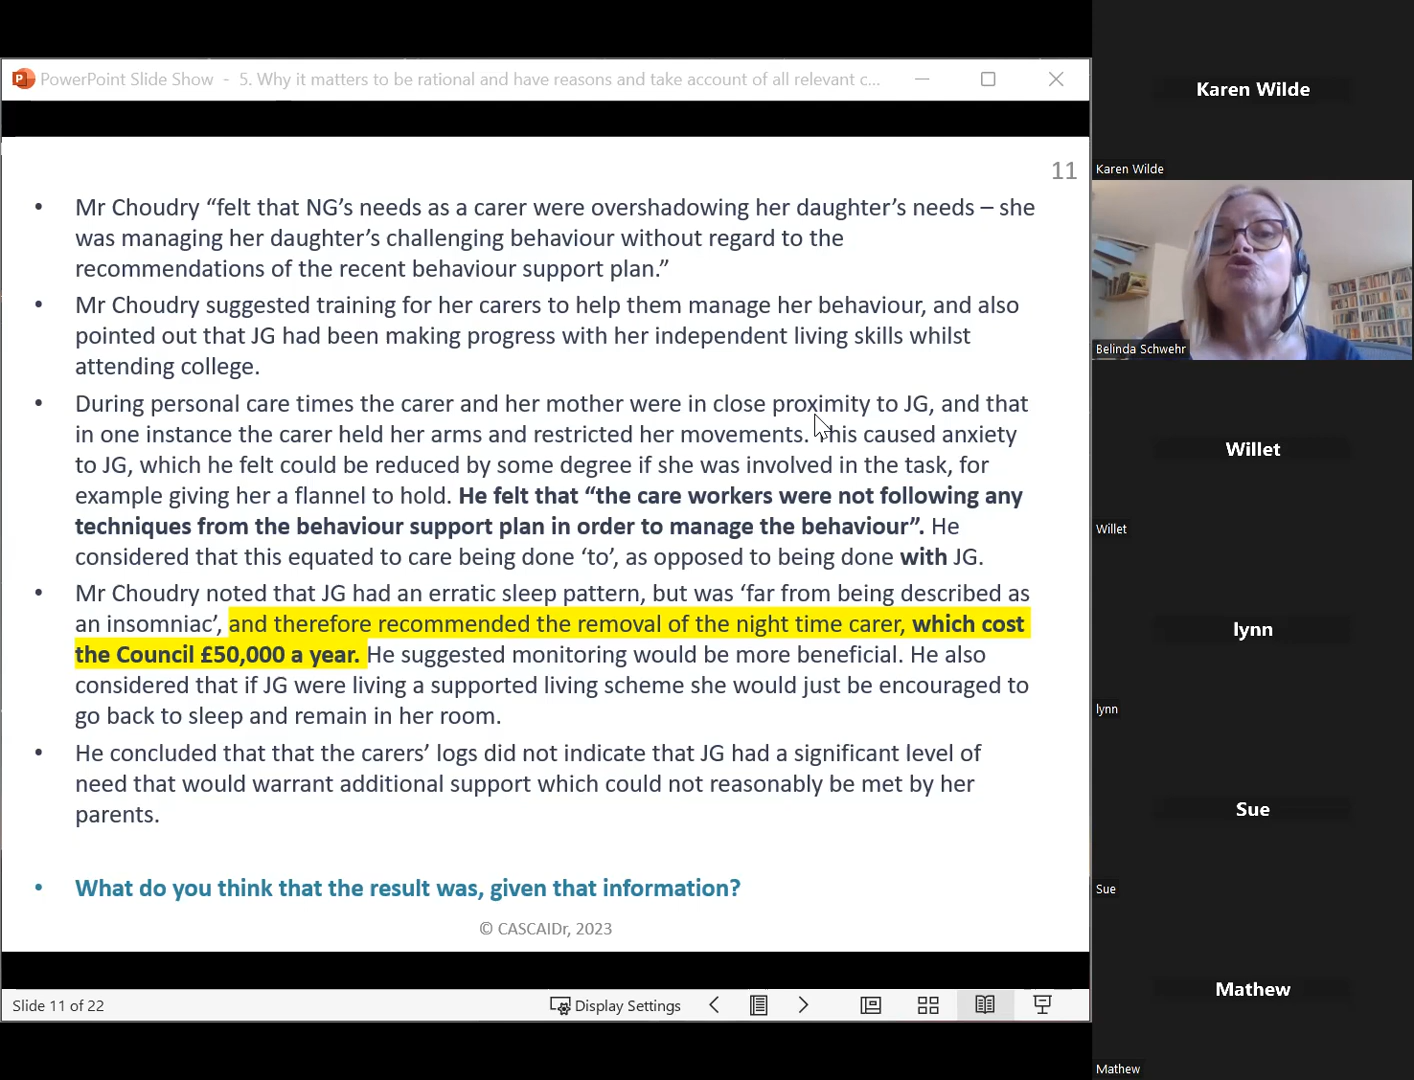 PowerPoint Slide Show - 5. Why it matters to be rational and have reasons and take account of all relevant c...
11
• Mr Choudry “felt that NG’s needs as a carer were overshadowing her daughter’s needs – she
was managing her daughter’s challenging behaviour without regard to the
recommendations of the recent behaviour support plan.”
• Mr Choudry suggested training for her carers to help them manage her behaviour, and also
pointed out that JG had been making progress with her independent living skills whilst
attending college.
• During personal care times the carer and her mother were in close proximity to JG, and that
in one instance the carer held her arms and restricted her movements. This caused anxiety
to JG, which he felt could be reduced by some degree if she was involved in the task, for
example giving her a flannel to hold. He felt that “the care workers were not following any
techniques from the behaviour support plan in order to manage the behaviour”. He
considered that this equated to care being done ‘to’, as opposed to being done with JG.
• Mr Choudry noted that JG had an erratic sleep pattern, but was ‘far from being described as
an insomniac’, and therefore recommended the removal of the night time carer, which cost
the Council £50,000 a year. He suggested monitoring would be more beneficial. He also
considered that if JG were living a supported living scheme she would just be encouraged to
go back to sleep and remain in her room.
• He concluded that that the carers’ logs did not indicate that JG had a significant level of
need that would warrant additional support which could not reasonably be met by her
parents.
• What do you think that the result was, given that information?
© CASCAIDr, 2023
Slide 11 of 22
Display Settings
Karen Wilde
Karen Wilde
Belinda Schwehr
Willet
Willet
lynn
lynn
Sue
Sue
Mathew
Mathew